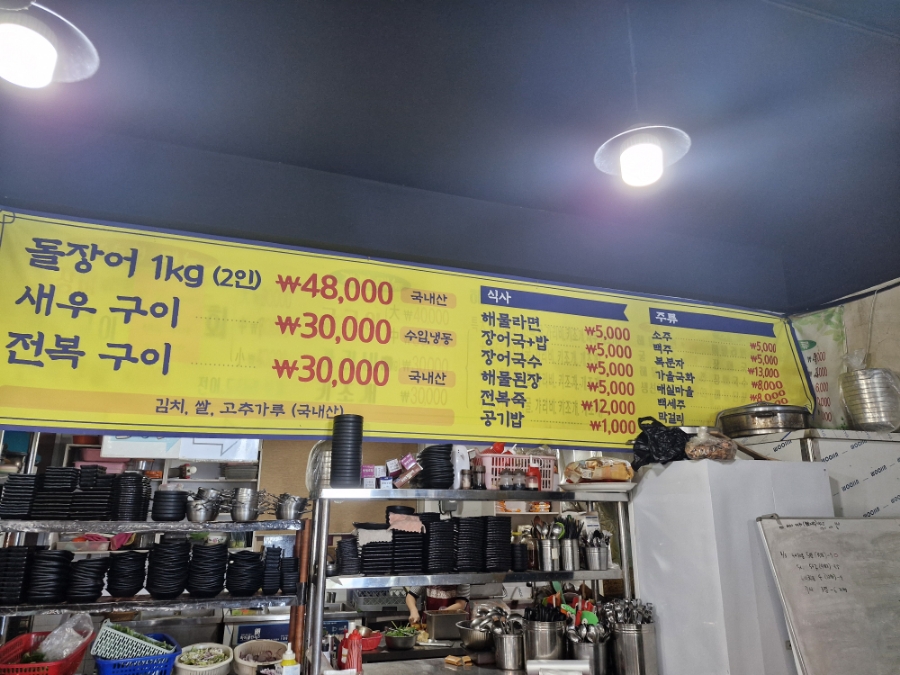 돌장어 1kg (2인) ₩48,000 국내산
새우 구이 ₩30,000 수입,냉동
전복 구이 ₩30,000 국내산
김치, 쌀, 고추가루 (국내산)
식사
해물라면 ₩5,000
장어국+밥 ₩5,000
장어국수 ₩5,000
해물된장 ₩5,000
전복죽 ₩12,000
공기밥 ₩1,000
주류
소주 ₩5,000
맥주 ₩5,000
복분자 ₩13,000
가을국화 ₩8,000
매실마을 ₩8,000
백세주
막걸리